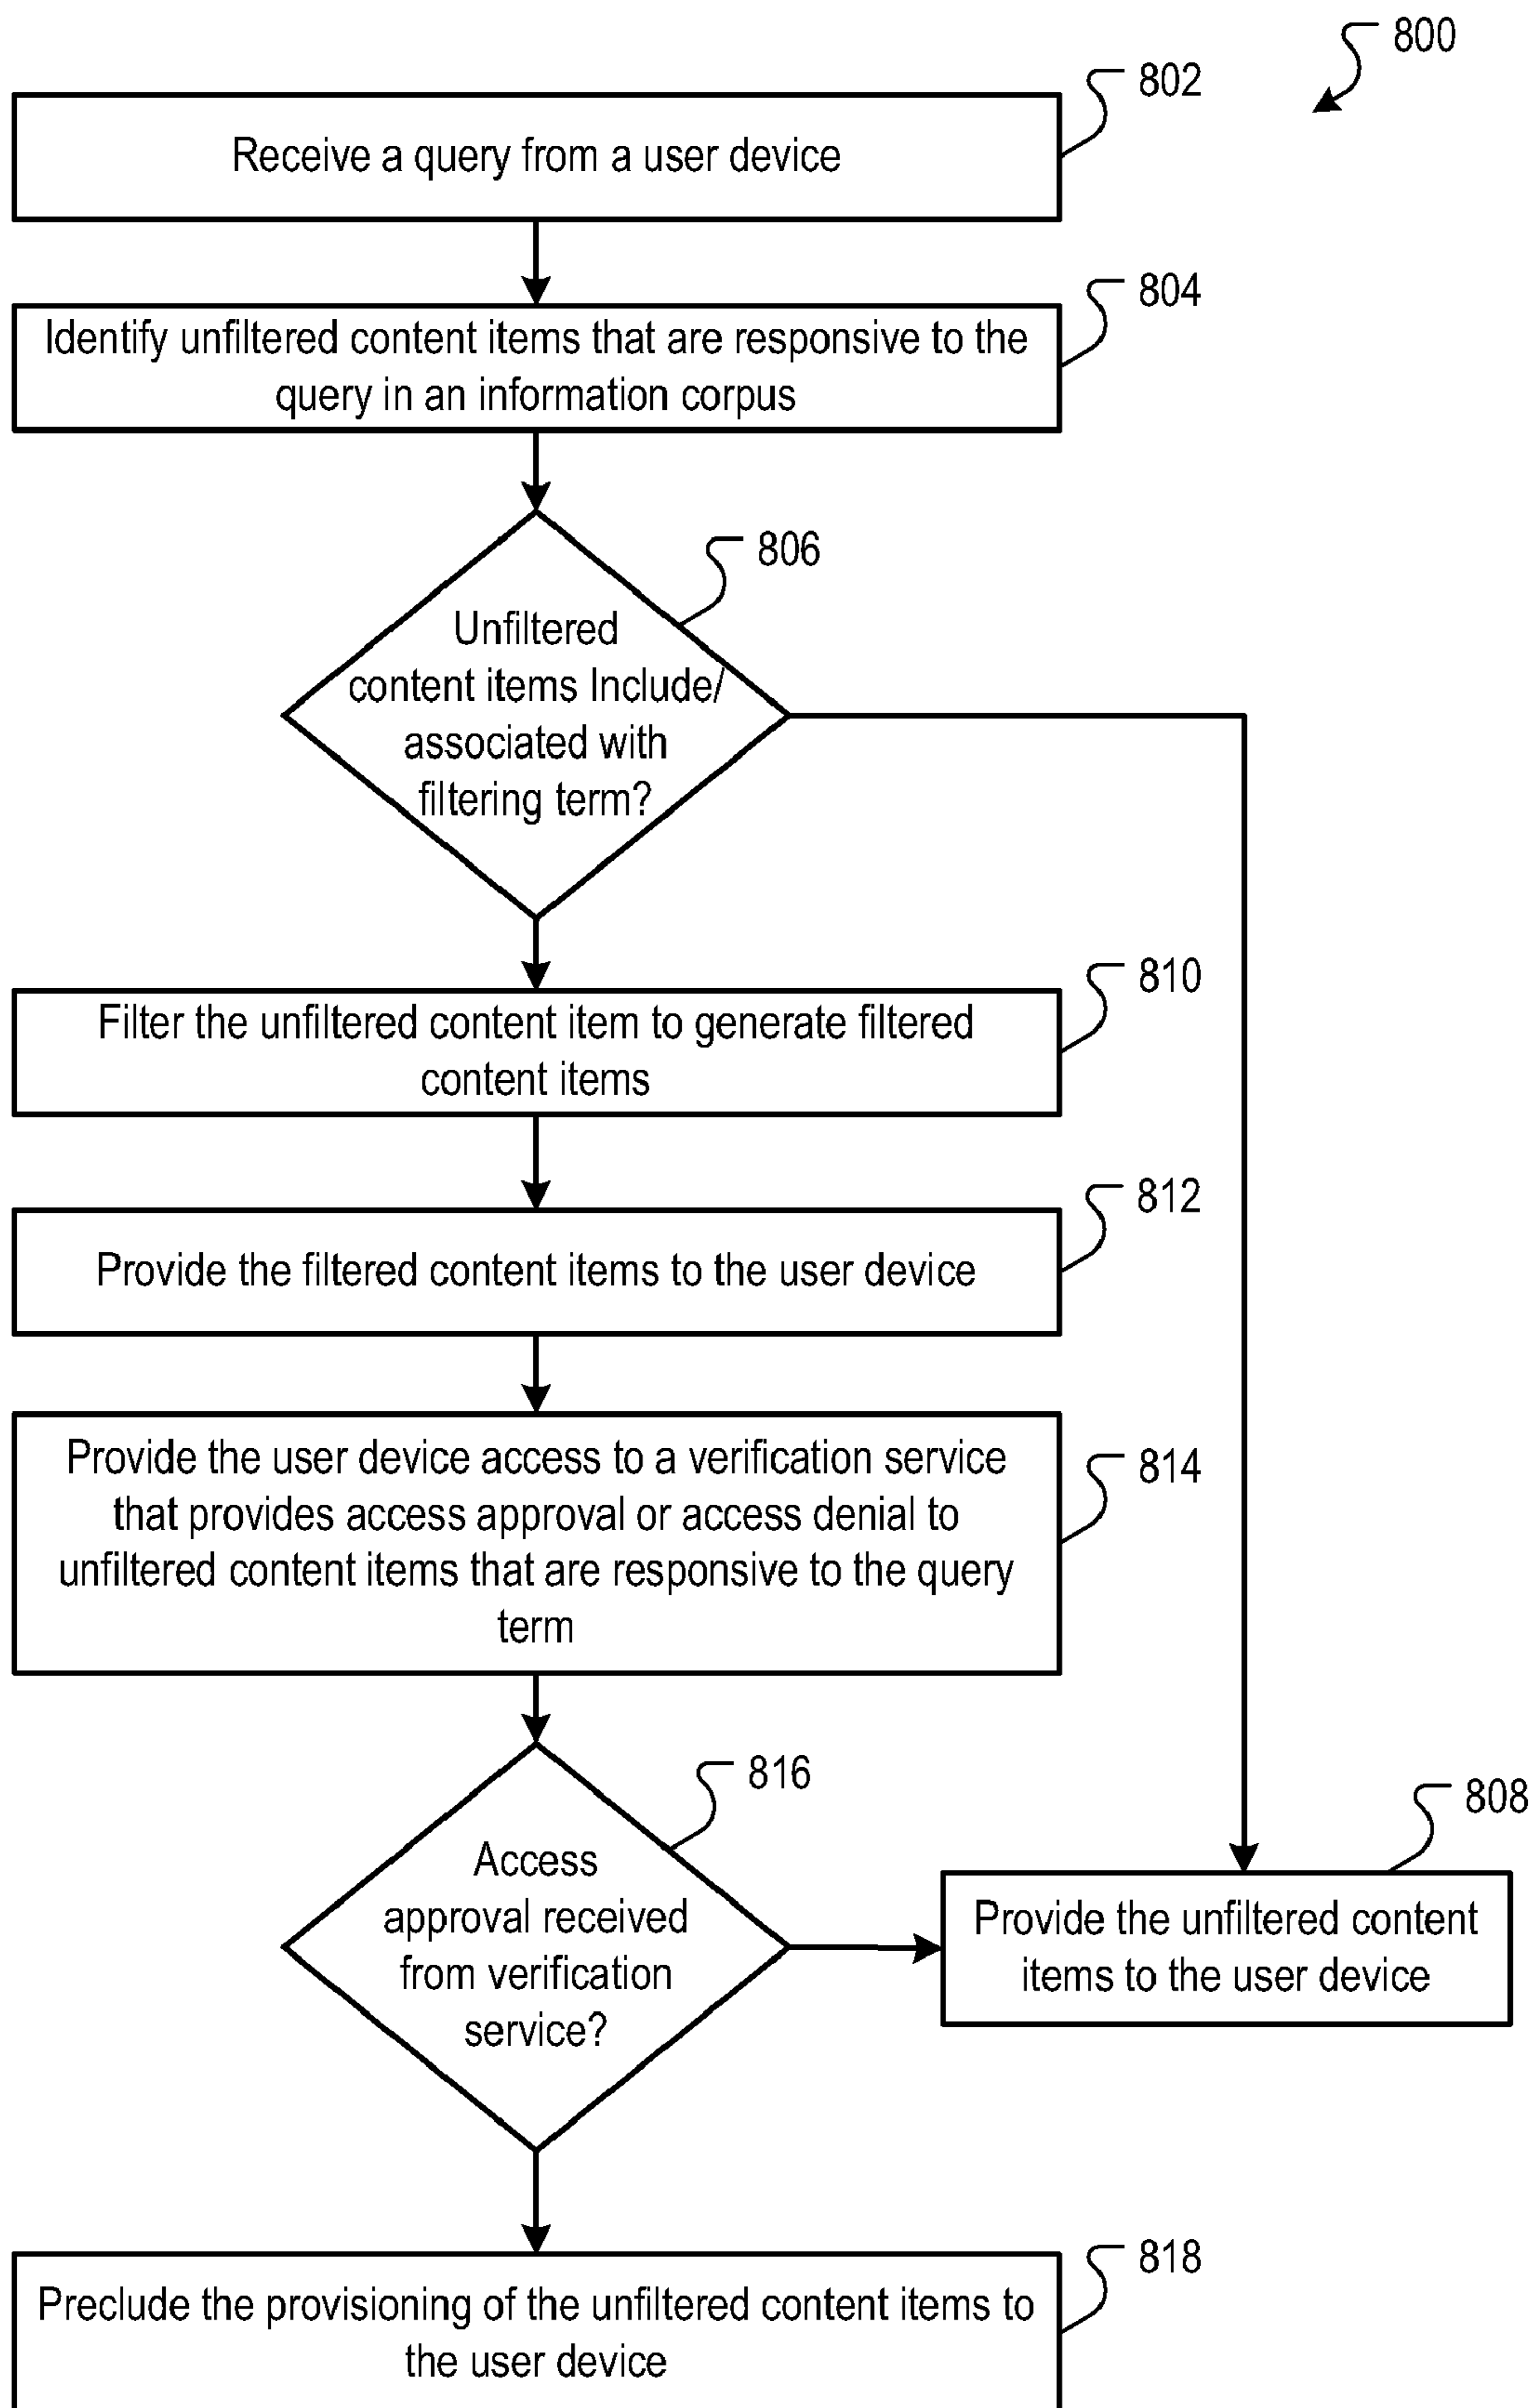 800
802
Receive a query from a user device
804
Identify unfiltered content items that are responsive to the
query in an information corpus
806
Unfiltered
content items Include/
associated with
filtering term?
810
Filter the unfiltered content item to generate filtered
content items
812
Provide the filtered content items to the user device
814
Provide the user device access to a verification service
that provides access approval or access denial to
unfiltered content items that are responsive to the query
term
816
Access
approval received
from verification
service?
808
Provide the unfiltered content
items to the user device
818
Preclude the provisioning of the unfiltered content items to
the user device